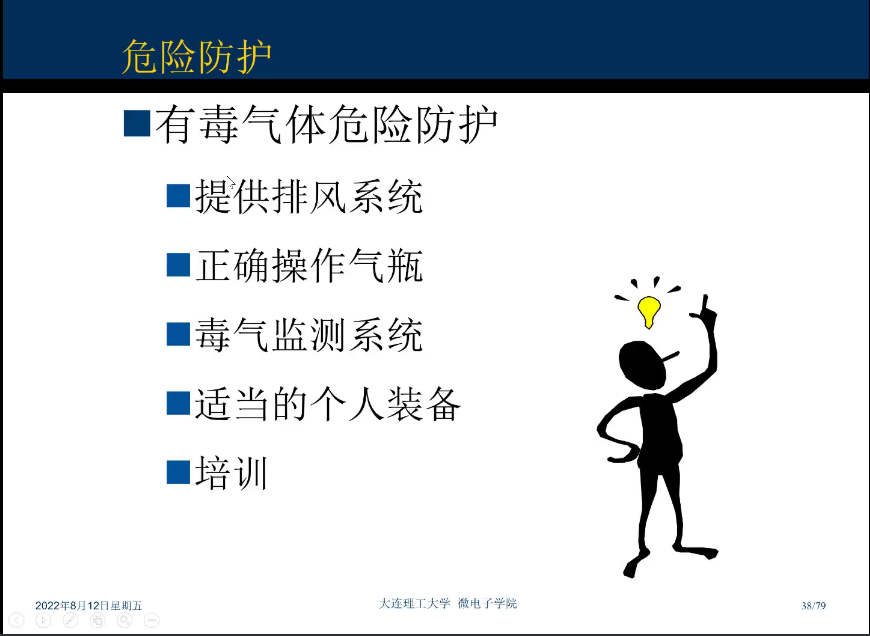 危险防护
有毒气体危险防护
提供排风系统
正确操作气瓶
毒气监测系统
适当的个人装备
培训
2022年8月12日星期五
大连理工大学 微电子学院
38/79